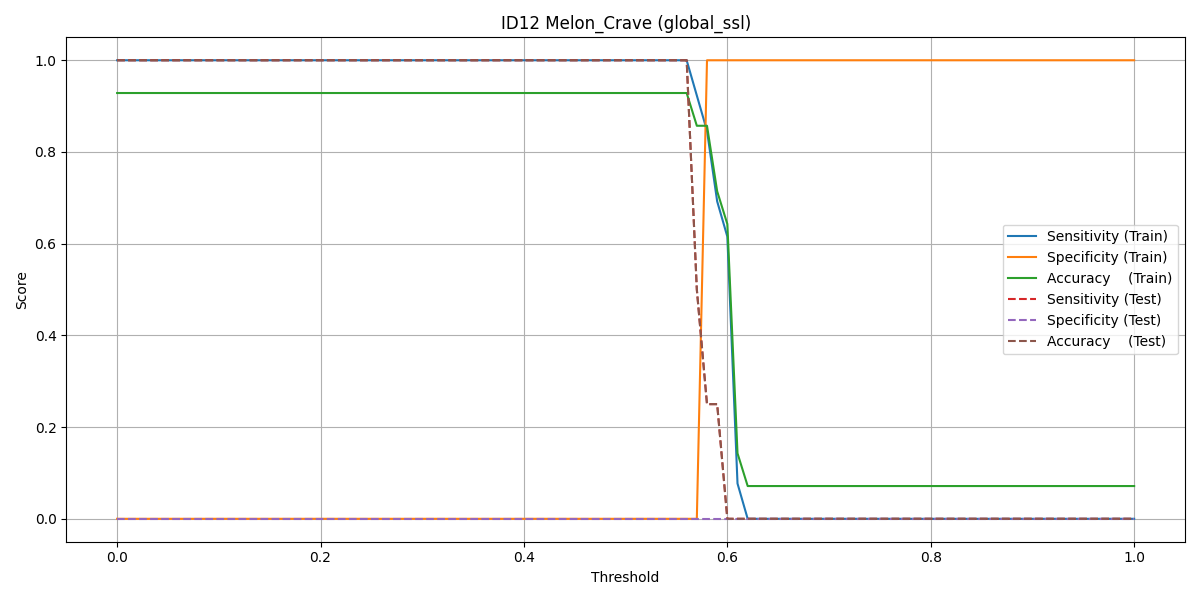 ID12 Melon_Crave (global_ssl)
1.0
0.8
0.6
0.4
0.2
0.0
Score
0.0 0.2 0.4 0.6 0.8 1.0
Threshold
Sensitivity (Train)
Specificity (Train)
Accuracy (Train)
Sensitivity (Test)
Specificity (Test)
Accuracy (Test)